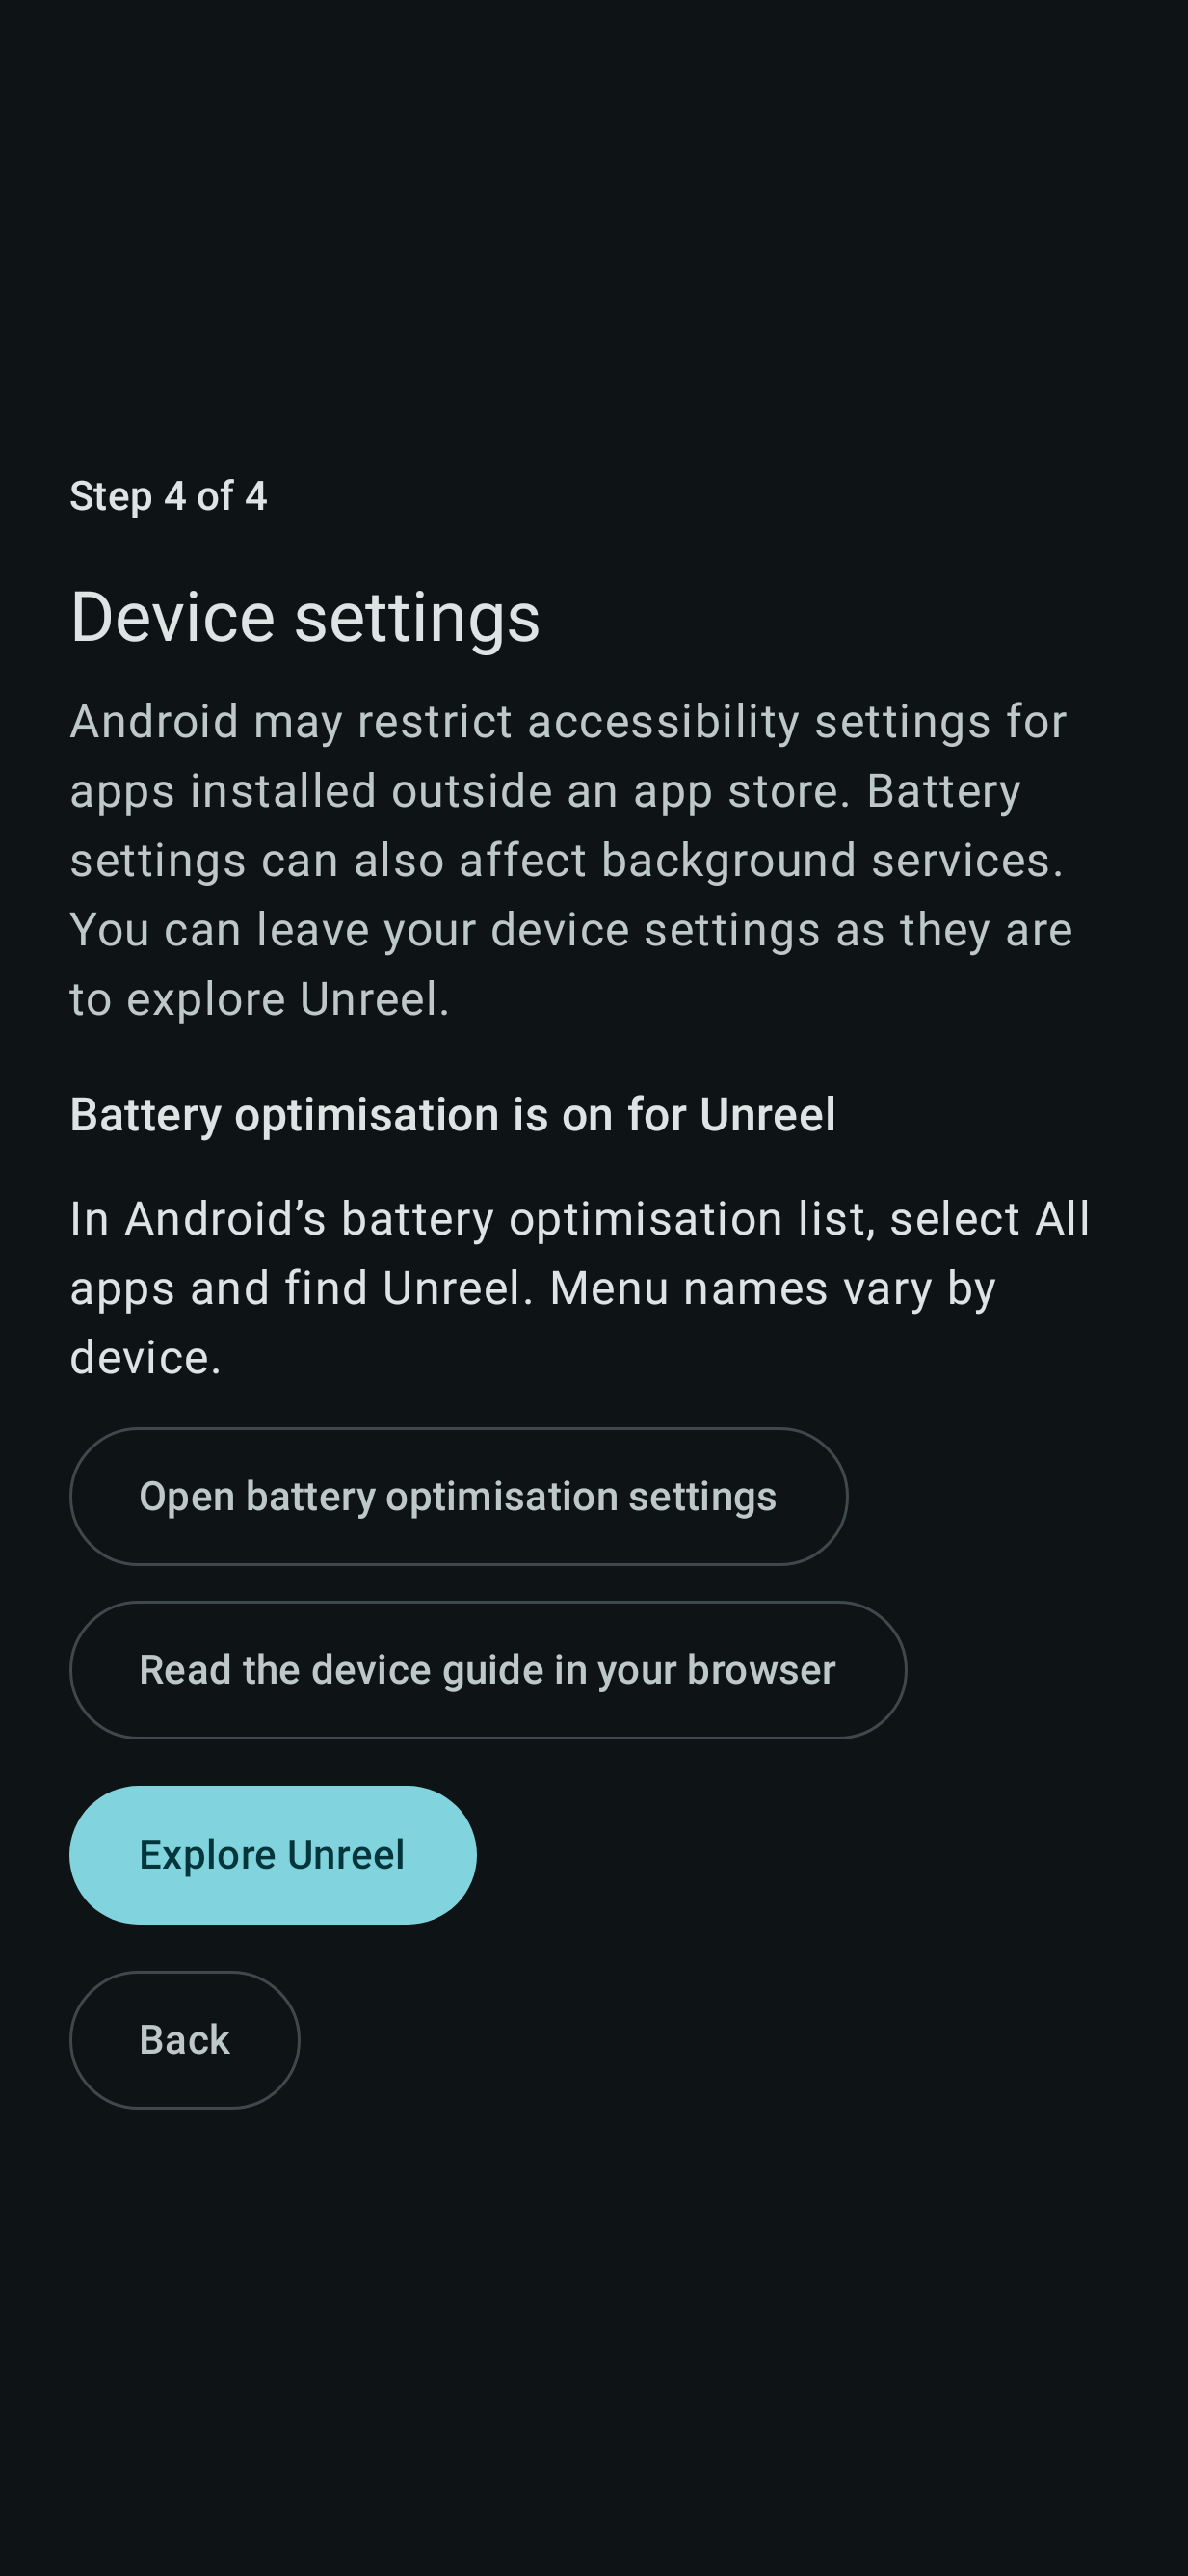 Step 4 of 4
Device settings
Android may restrict accessibility settings for
apps installed outside an app store. Battery
settings can also affect background services.
You can leave your device settings as they are
to explore Unreel.
Battery optimisation is on for Unreel
In Android’s battery optimisation list, select All
apps and find Unreel. Menu names vary by
device.
Open battery optimisation settings
Read the device guide in your browser
Explore Unreel
Back